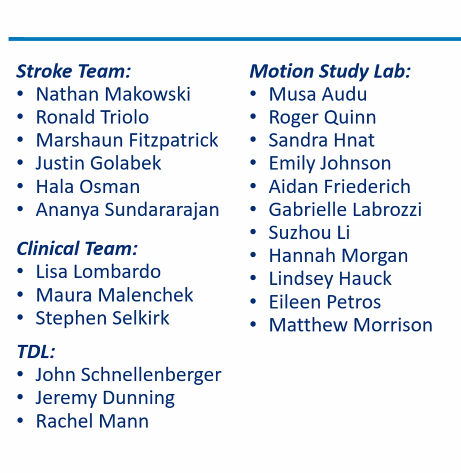 Stroke Team:
• Nathan Makowski
• Ronald Triolo
• Marshaun Fitzpatrick
• Justin Golabek
• Hala Osman
• Ananya Sundararajan
Clinical Team:
• Lisa Lombardo
• Maura Malenchek
• Stephen Selkirk
TDL:
• John Schnellenberger
• Jeremy Dunning
• Rachel Mann
Motion Study Lab:
• Musa Audu
• Roger Quinn
• Sandra Hnat
• Emily Johnson
• Aidan Friederich
• Gabrielle Labrozzi
• Suzhou Li
• Hannah Morgan
• Lindsey Hauck
• Eileen Petros
• Matthew Morrison